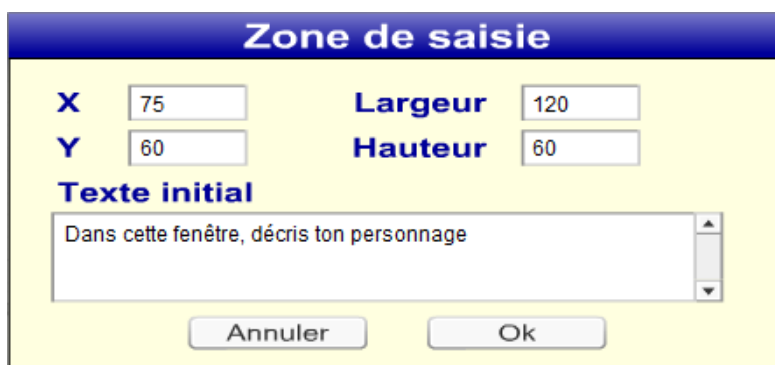 Zone de saisie
X 75 Largeur 120
Y 60 Hauteur 60
Texte initial
Dans cette fenêtre, décris ton personnage
Annuler Ok